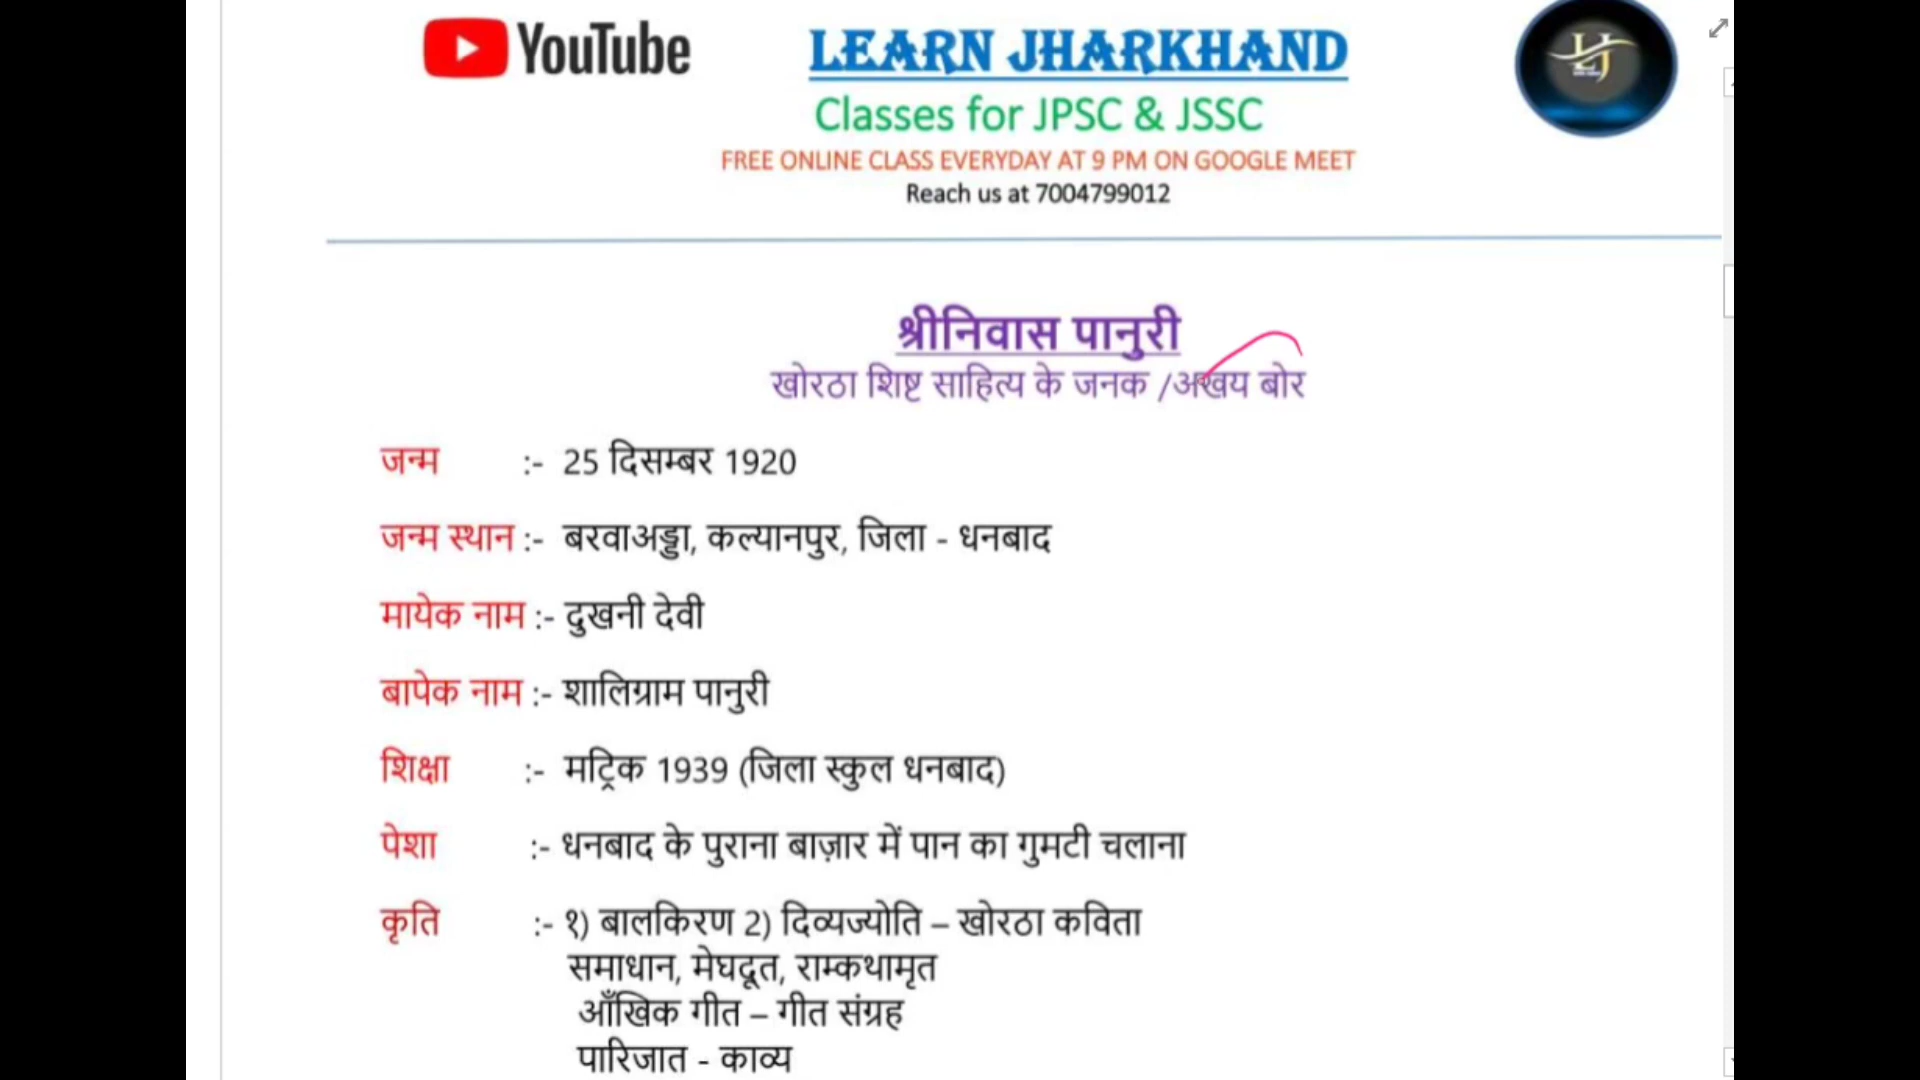 YouTube
LEARN JHARKHAND
Classes for JPSC & JSSC
FREE ONLINE CLASS EVERYDAY AT 9 PM ON GOOGLE MEET
Reach us at 7004799012
श्रीनिवास पानुरी
खोरठा शिष्ट साहित्य के जनक /अखय बोर
जन्म :- 25 दिसम्बर 1920
जन्म स्थान :- बरवाअड्डा, कल्यानपुर, जिला - धनबाद
मायेक नाम :- दुखनी देवी
बापेक नाम :- शालिग्राम पानुरी
शिक्षा :- मट्रिक 1939 (जिला स्कुल धनबाद)
पेशा :- धनबाद के पुराना बाज़ार में पान का गुमटी चलाना
कृति :- १) बालकिरण 2) दिव्यज्योति – खोरठा कविता
समाधान, मेघदूत, राम्कथामृत
आँखिक गीत – गीत संग्रह
पारिजात - काव्य